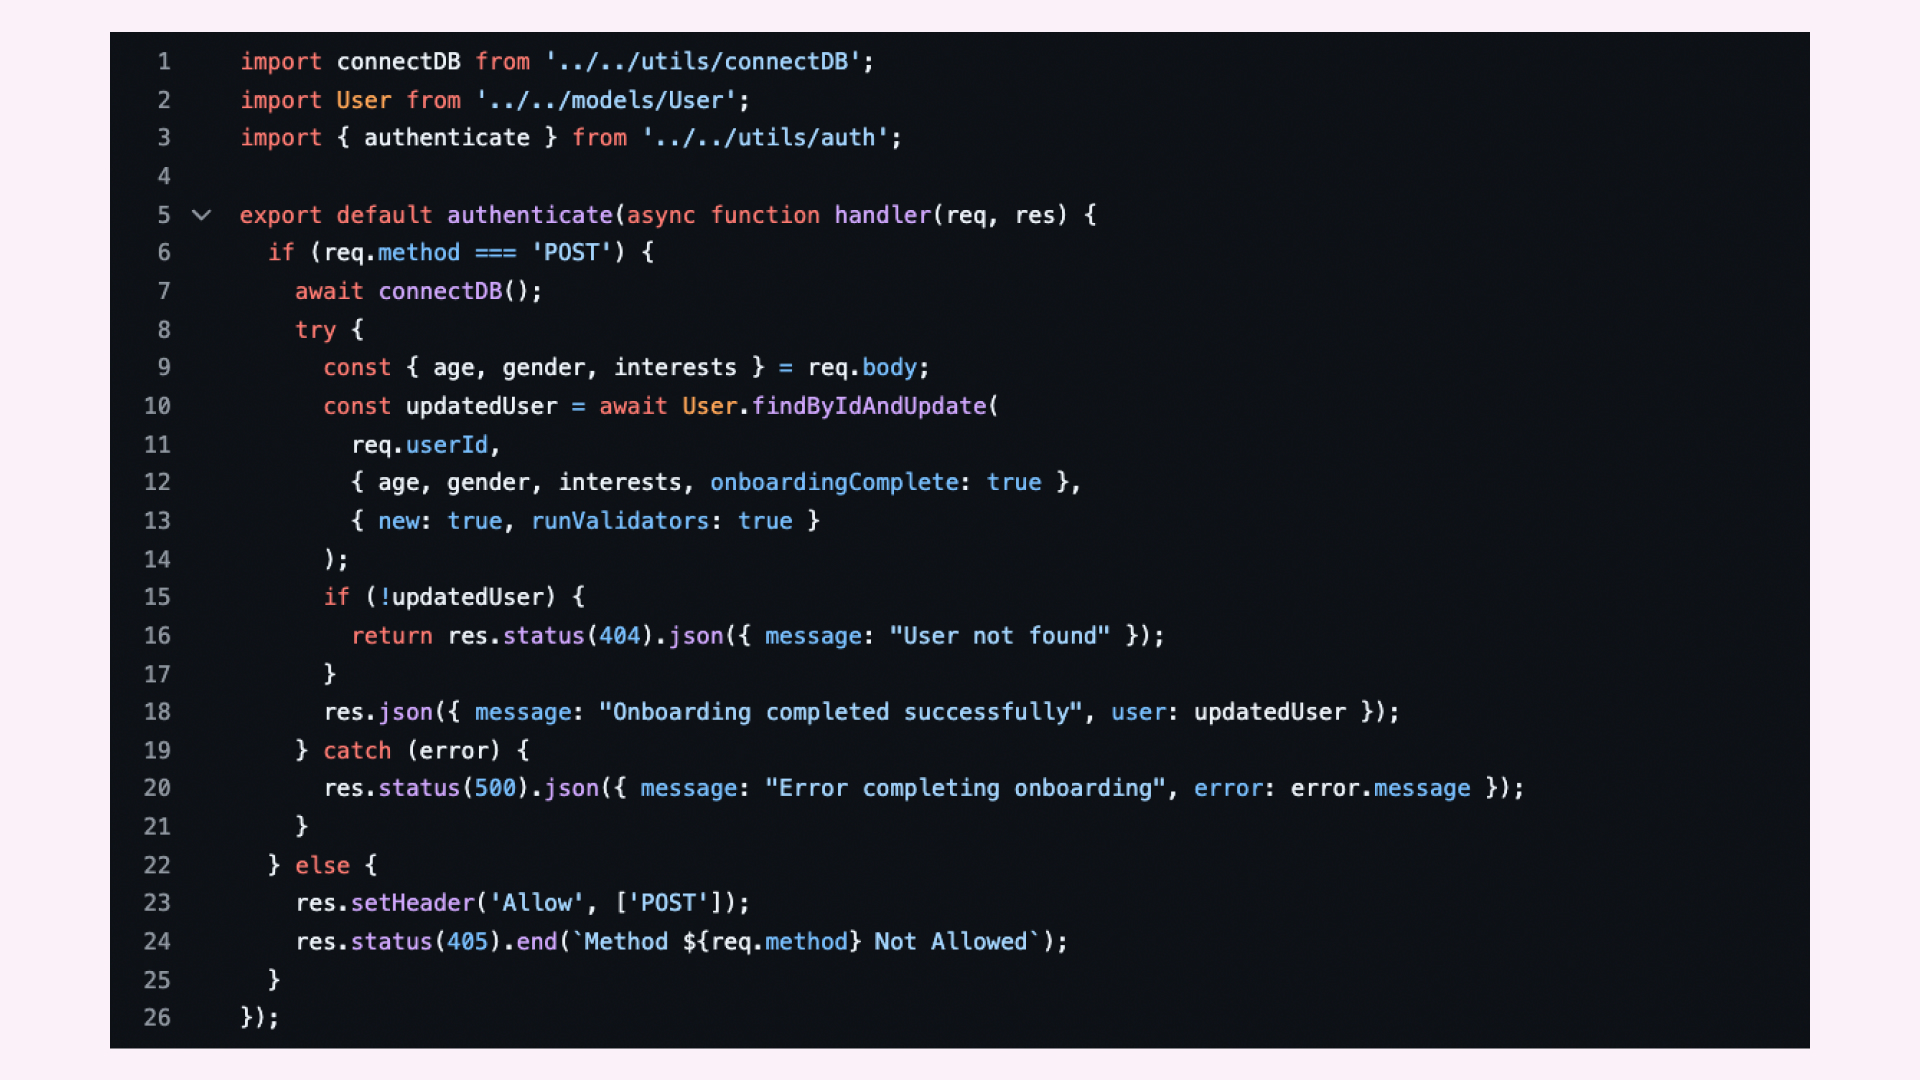 1 import connectDB from '../../utils/connectDB';
2 import User from '../../models/User';
3 import { authenticate } from '../../utils/auth';
4
5 export default authenticate(async function handler(req, res) {
6   if (req.method === 'POST') {
7     await connectDB();
8     try {
9       const { age, gender, interests } = req.body;
10       const updatedUser = await User.findByIdAndUpdate(
11         req.userId,
12         { age, gender, interests, onboardingComplete: true },
13         { new: true, runValidators: true }
14       );
15       if (!updatedUser) {
16         return res.status(404).json({ message: "User not found" });
17       }
18       res.json({ message: "Onboarding completed successfully", user: updatedUser });
19     } catch (error) {
20       res.status(500).json({ message: "Error completing onboarding", error: error.message });
21     }
22   } else {
23     res.setHeader('Allow', ['POST']);
24     res.status(405).end(`Method ${req.method} Not Allowed`);
25   }
26 });